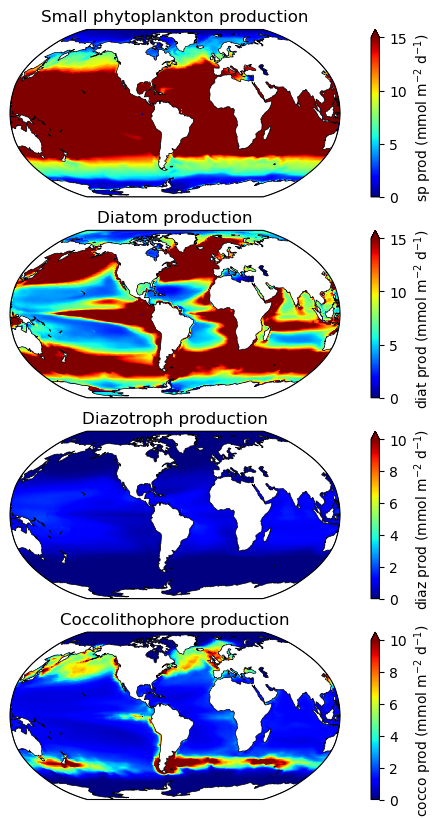 Small phytoplankton production
15
10
5
0
sp prod (mmol m⁻² d⁻¹)
Diatom production
15
10
5
0
diat prod (mmol m⁻² d⁻¹)
Diazotroph production
10
8
6
4
2
0
diaz prod (mmol m⁻² d⁻¹)
Coccolithophore production
10
8
6
4
2
0
cocco prod (mmol m⁻² d⁻¹)